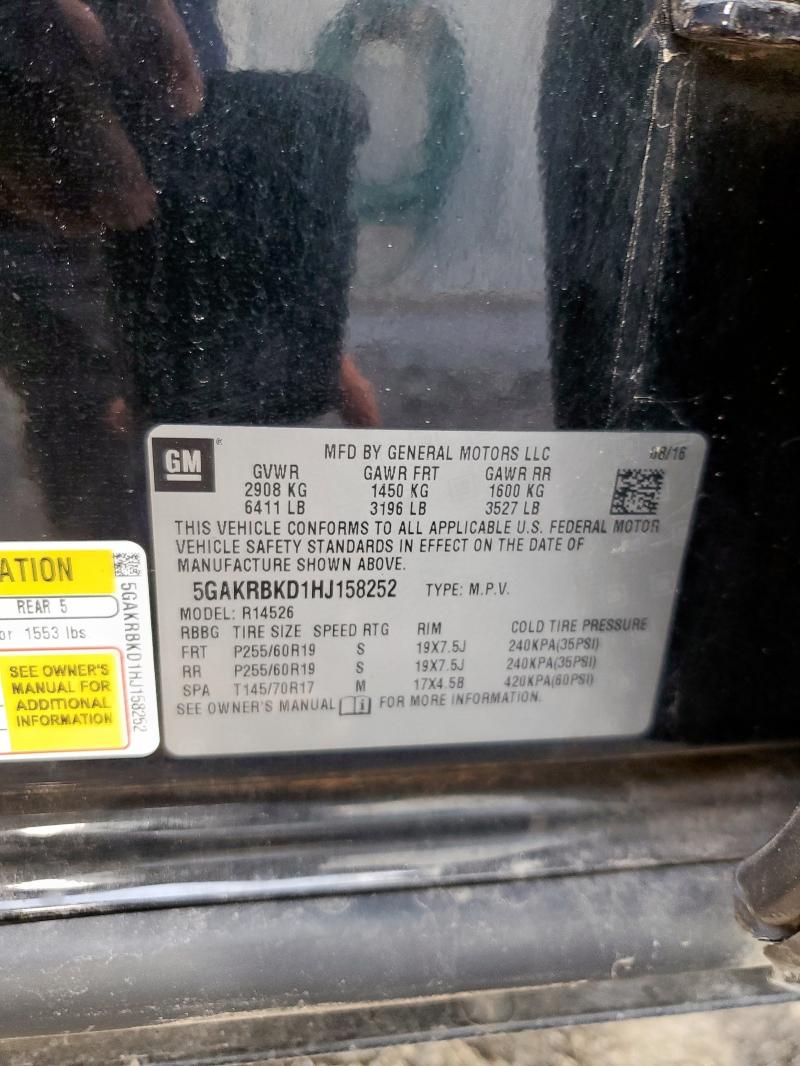 GM
MFD BY GENERAL MOTORS LLC 08/16
GVWR GAWR FRT GAWR RR
2908 KG 1450 KG 1600 KG
6411 LB 3196 LB 3527 LB
THIS VEHICLE CONFORMS TO ALL APPLICABLE U.S. FEDERAL MOTOR
VEHICLE SAFETY STANDARDS IN EFFECT ON THE DATE OF
MANUFACTURE SHOWN ABOVE.
5GAKRBKD1HJ158252 TYPE: M.P.V.
MODEL: R14526
RBBG TIRE SIZE SPEED RTG RIM COLD TIRE PRESSURE
FRT P255/60R19 S 19X7.5J 240KPA(35PSI)
RR P255/60R19 S 19X7.5J 240KPA(35PSI)
SPA T145/70R17 M 17X4.5B 420KPA(60PSI)
SEE OWNER'S MANUAL i FOR MORE INFORMATION.
ATION
REAR 5
or 1553 lbs
SEE OWNER'S
MANUAL FOR
ADDITIONAL
INFORMATION
5GAKRBKD1HJ158252